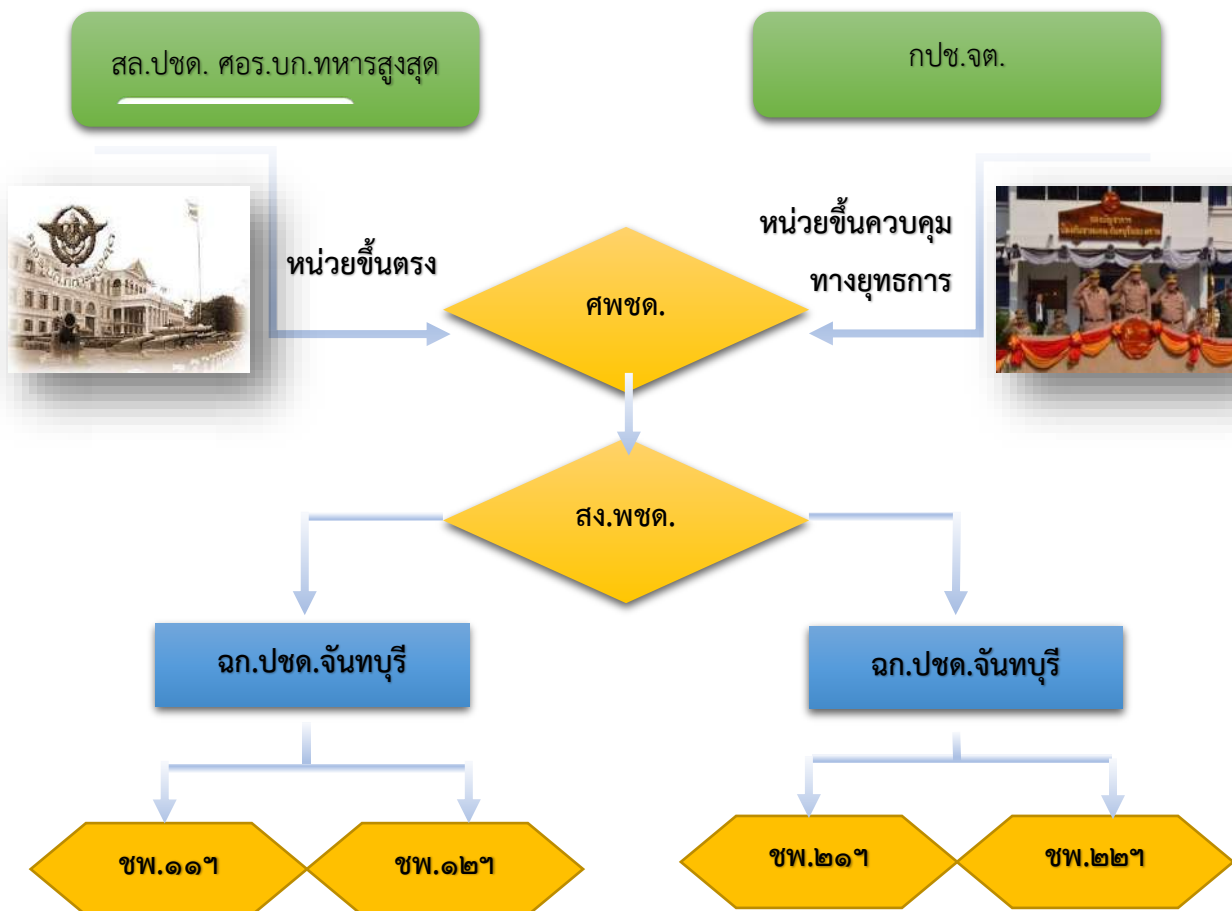 สล.ปชด. ศอร.บก.ทหารสูงสุด
กปช.จต.
หน่วยขึ้นตรง
หน่วยขึ้นควบคุม
ทางยุทธการ
ศพชด.
สง.พชด.
ฉก.ปชด.จันทบุรี
ฉก.ปชด.จันทบุรี
ชพ.๑๑ฯ
ชพ.๑๒ฯ
ชพ.๒๑ฯ
ชพ.๒๒ฯ